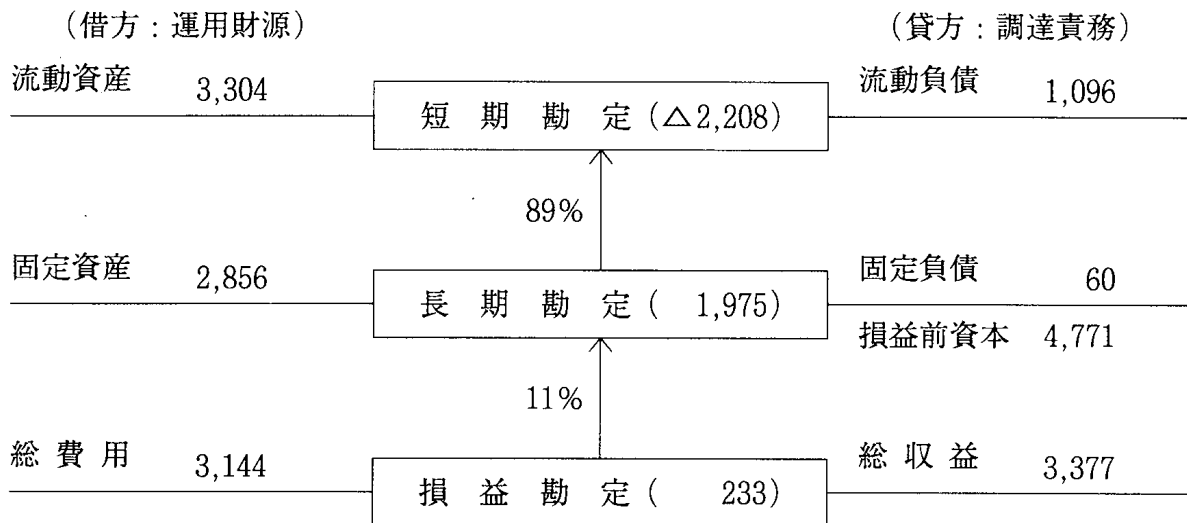 (借方：運用財源) (貸方：調達責務)
流動資産 3,304 短期勘定(△2,208) 流動負債 1,096
89%
固定資産 2,856 長期勘定( 1,975) 固定負債 60
損益前資本 4,771
11%
総費用 3,144 損益勘定( 233) 総収益 3,377